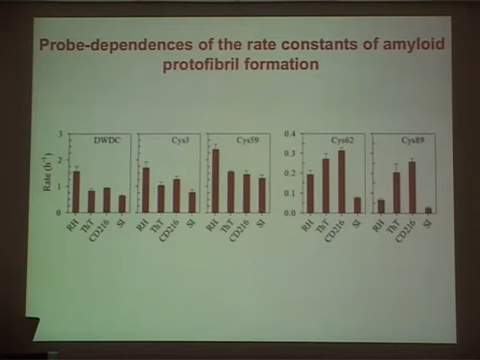 Probe-dependences of the rate constants of amyloid
protofibril formation
3
2
1
0
Rate (h⁻¹)
DWDC
RH
ThT
CD216
SI
Cys3
RH
ThT
CD216
SI
Cys59
RH
ThT
CD216
SI
0.4
0.3
0.2
0.1
0.0
Cys62
RH
ThT
CD216
SI
Cys89
RH
ThT
CD216
SI